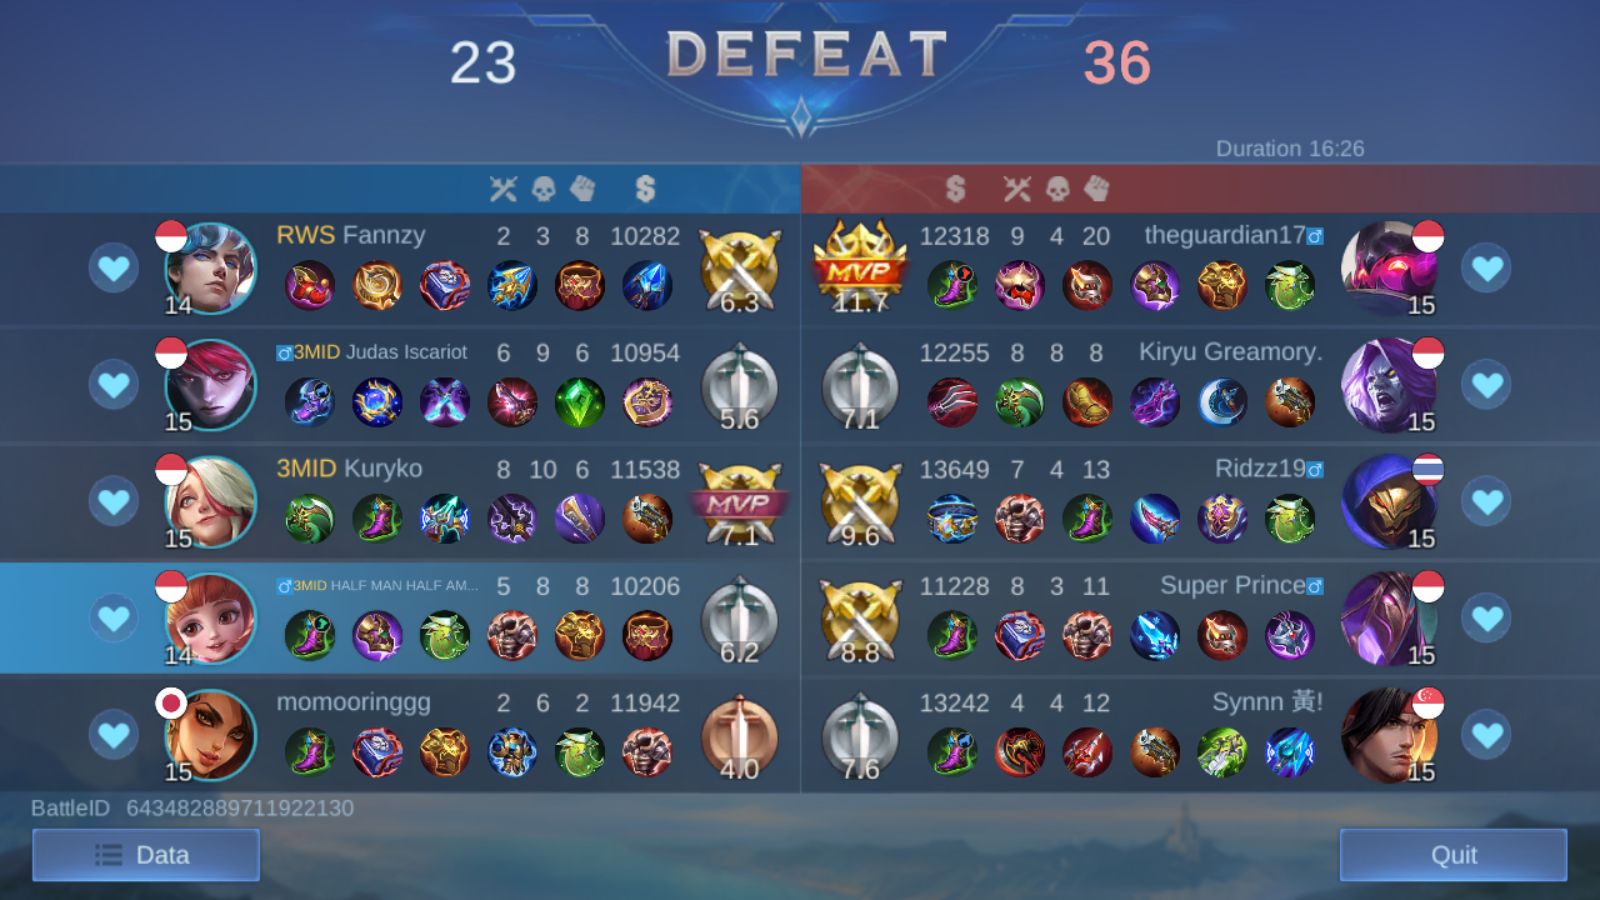 23 DEFEAT 36
Duration 16:26
RWS Fannzy 2 3 8 10282
14 6.3
MVP 12318 9 4 20 theguardian17
11.7 15
3MID Judas Iscariot 6 9 6 10954
15 5.6
12255 8 8 8 Kiryu Greamory.
7.1 15
3MID Kuryko 8 10 6 11538
MVP
15 7.1
13649 7 4 13 Ridzz19
9.6 15
3MID HALF MAN HALF AM... 5 8 8 10206
14 6.2
11228 8 3 11 Super Prince
8.8 15
momooringgg 2 6 2 11942
15 4.0
13242 4 4 12 Synnn 黃!
7.6 15
BattleID 643482889711922130
Data
Quit